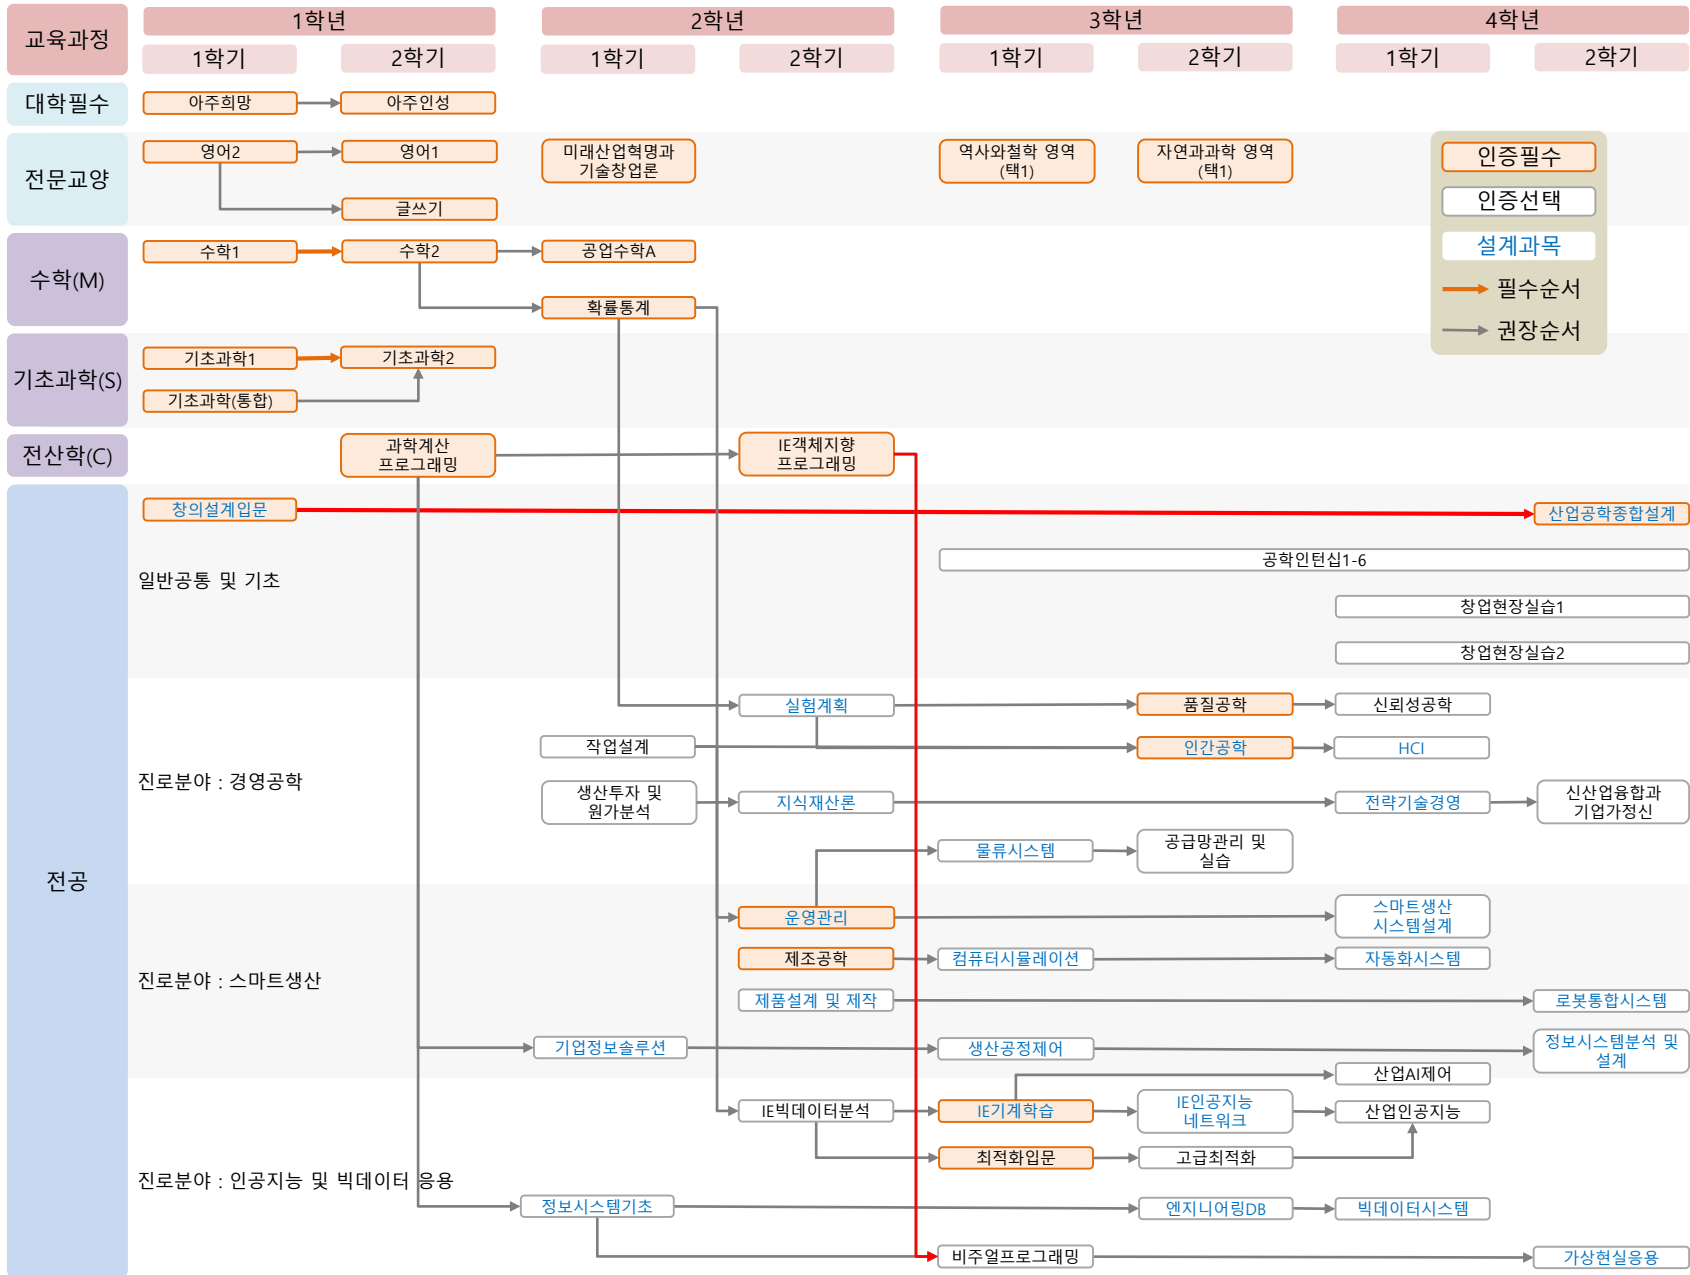 교육과정
1학년
2학년
3학년
4학년
1학기
2학기
1학기
2학기
1학기
2학기
1학기
2학기
대학필수
아주희망
아주인성
전문교양
영어2
영어1
글쓰기
미래산업혁명과
기술창업론
역사와철학 영역
(택1)
자연과과학 영역
(택1)
인증필수
인증선택
설계과목
필수순서
권장순서
수학(M)
수학1
수학2
공업수학A
확률통계
기초과학(S)
기초과학1
기초과학2
기초과학(통합)
전산학(C)
과학계산
프로그래밍
IE객체지향
프로그래밍
전공
창의설계입문
산업공학종합설계
공학인턴십1-6
일반공통 및 기초
창업현장실습1
창업현장실습2
진로분야 : 경영공학
실험계획
품질공학
신뢰성공학
작업설계
인간공학
HCI
생산투자 및
원가분석
지식재산론
전략기술경영
신산업융합과
기업가정신
물류시스템
공급망관리 및
실습
진로분야 : 스마트생산
운영관리
스마트생산
시스템설계
제조공학
컴퓨터시뮬레이션
자동화시스템
제품설계 및 제작
로봇통합시스템
기업정보솔루션
생산공정제어
정보시스템분석 및
설계
산업AI제어
진로분야 : 인공지능 및 빅데이터 응용
IE빅데이터분석
IE기계학습
IE인공지능
네트워크
산업인공지능
최적화입문
고급최적화
정보시스템기초
엔지니어링DB
빅데이터시스템
비주얼프로그래밍
가상현실응용